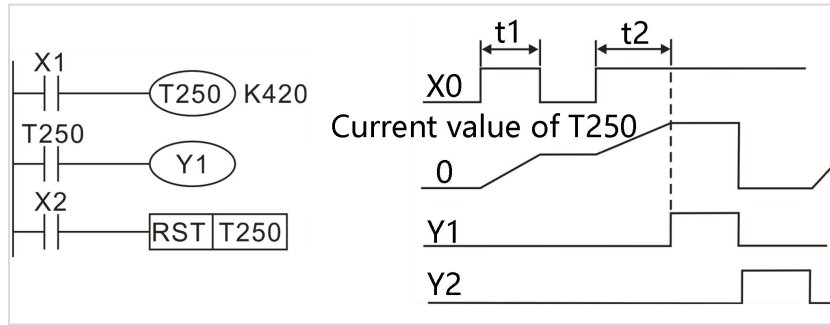 X1
T250 K420
T250
Y1
X2
RST T250
t1 t2
X0
Current value of T250
0
Y1
Y2